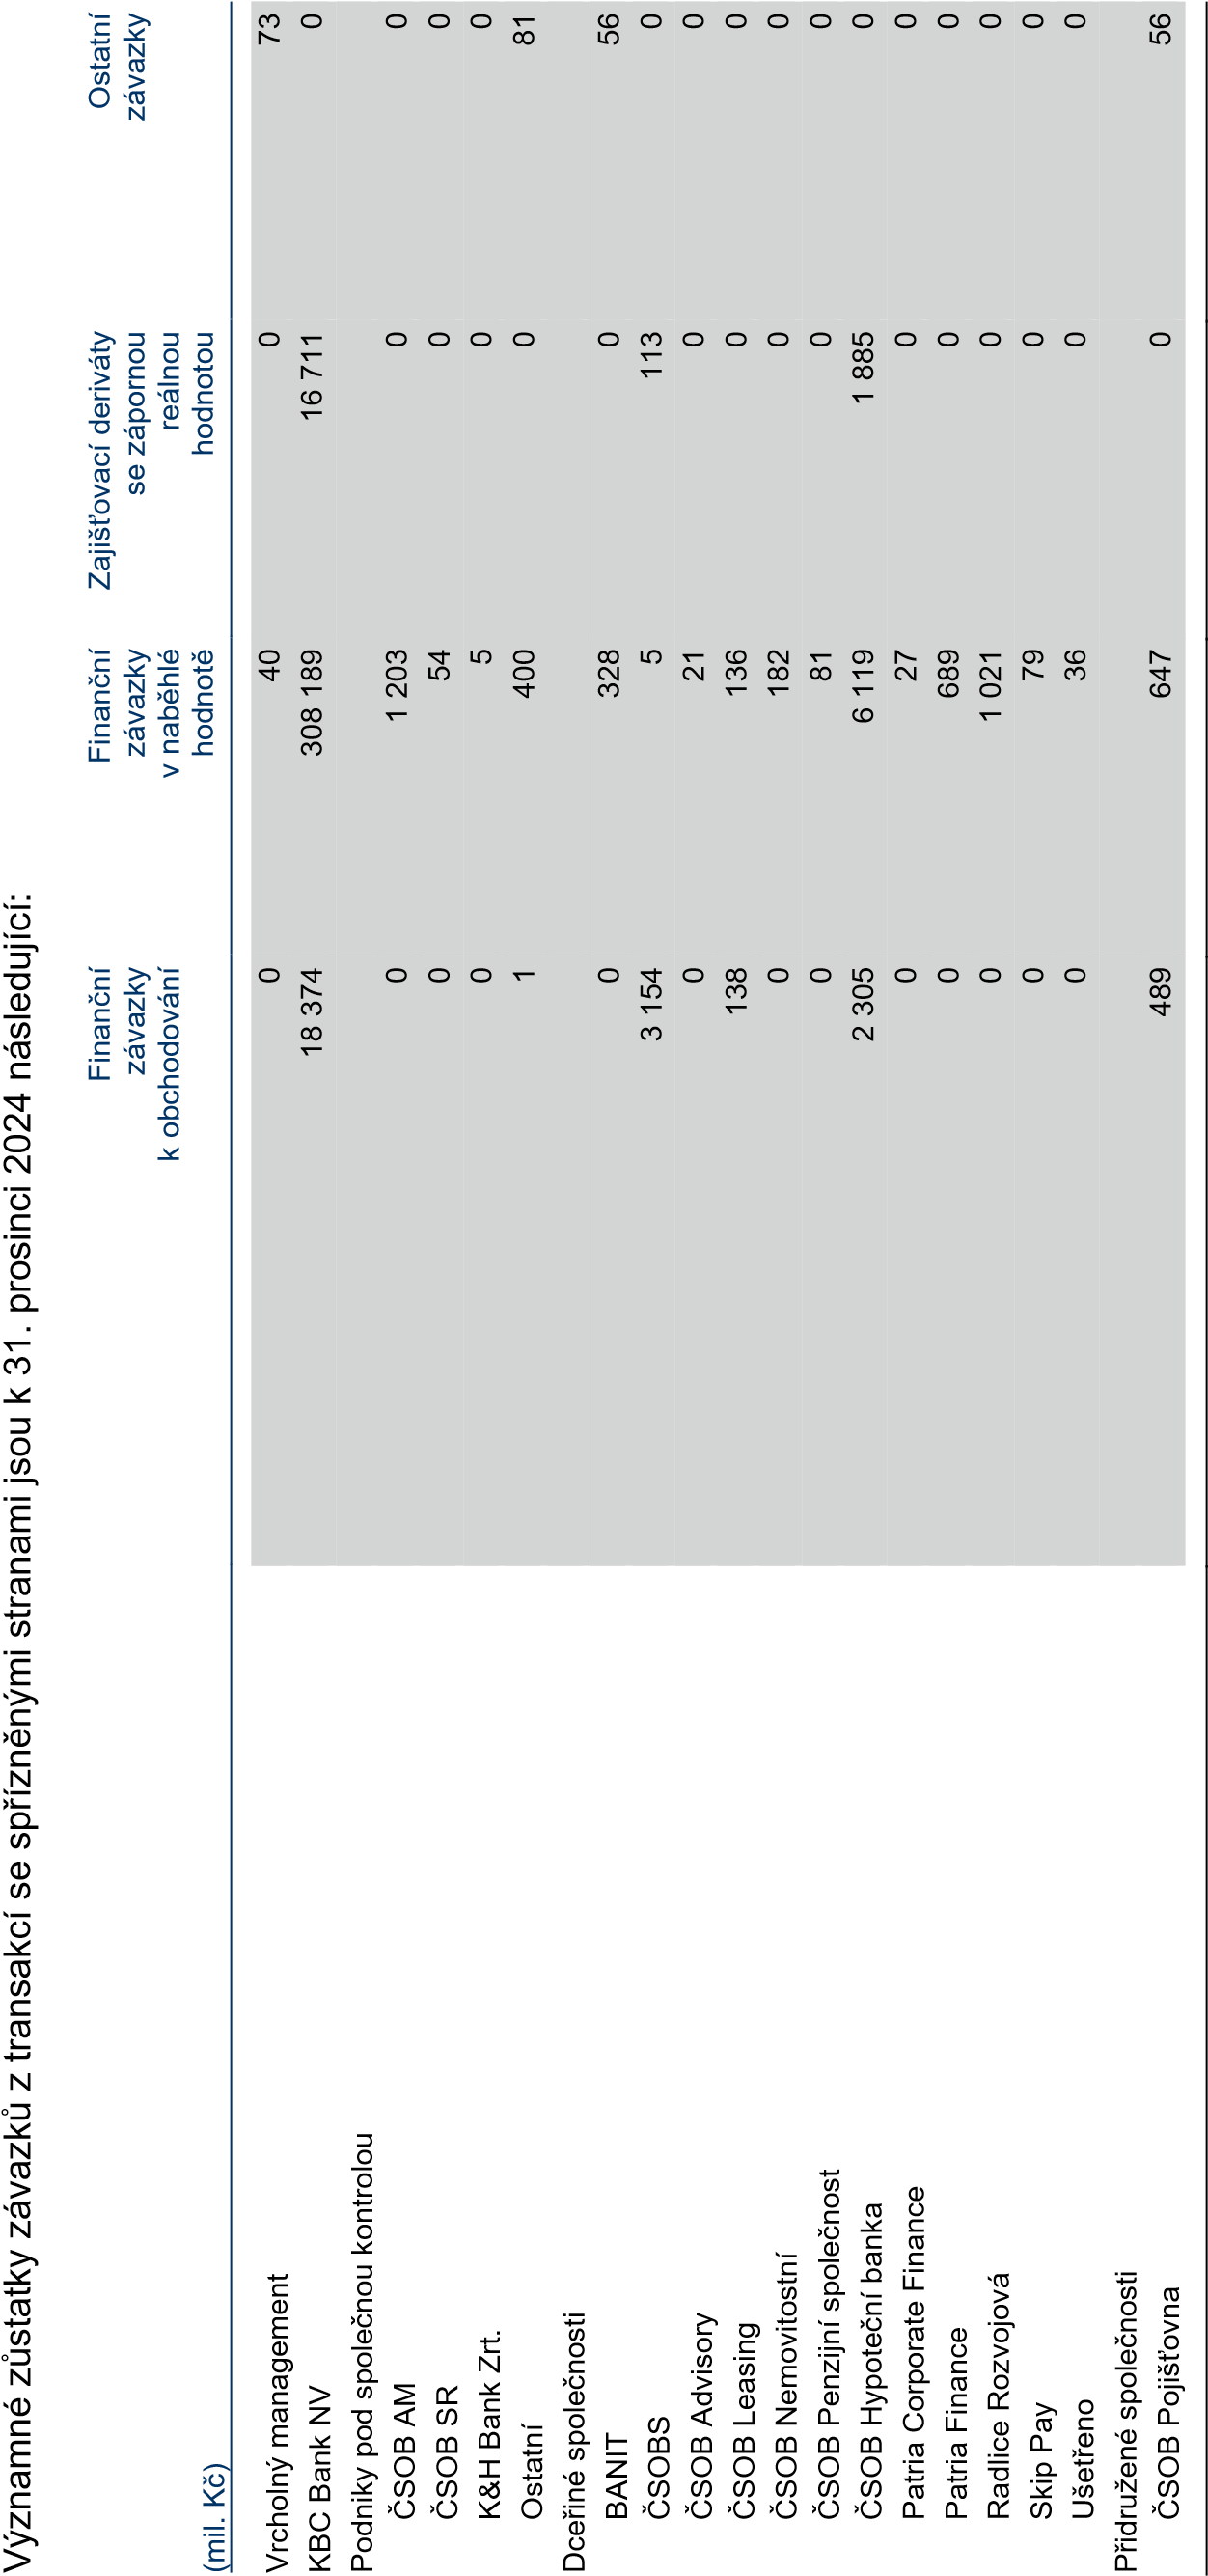 Významné zůstatky závazků z transakcí se spřízněnými stranami jsou k 31. prosinci 2024 následující:
(mil. Kč) Finanční závazky k obchodování Finanční závazky v naběhlé hodnotě Zajišťovací deriváty se zápornou reálnou hodnotou Ostatní závazky
Vrcholný management 0 40 0 73
KBC Bank NV 18 374 308 189 16 711 0
Podniky pod společnou kontrolou
ČSOB AM 0 1 203 0 0
ČSOB SR 0 54 0 0
K&H Bank Zrt. 0 5 0 0
Ostatní 1 400 0 81
Dceřiné společnosti
BANIT 0 328 0 56
ČSOBS 3 154 5 113 0
ČSOB Advisory 0 21 0 0
ČSOB Leasing 138 136 0 0
ČSOB Nemovitostní 0 182 0 0
ČSOB Penzijní společnost 0 81 0 0
ČSOB Hypoteční banka 2 305 6 119 1 885 0
Patria Corporate Finance 0 27 0 0
Patria Finance 0 689 0 0
Radlice Rozvojová 0 1 021 0 0
Skip Pay 0 79 0 0
Ušetřeno 0 36 0 0
Přidružené společnosti
ČSOB Pojišťovna 489 647 0 56